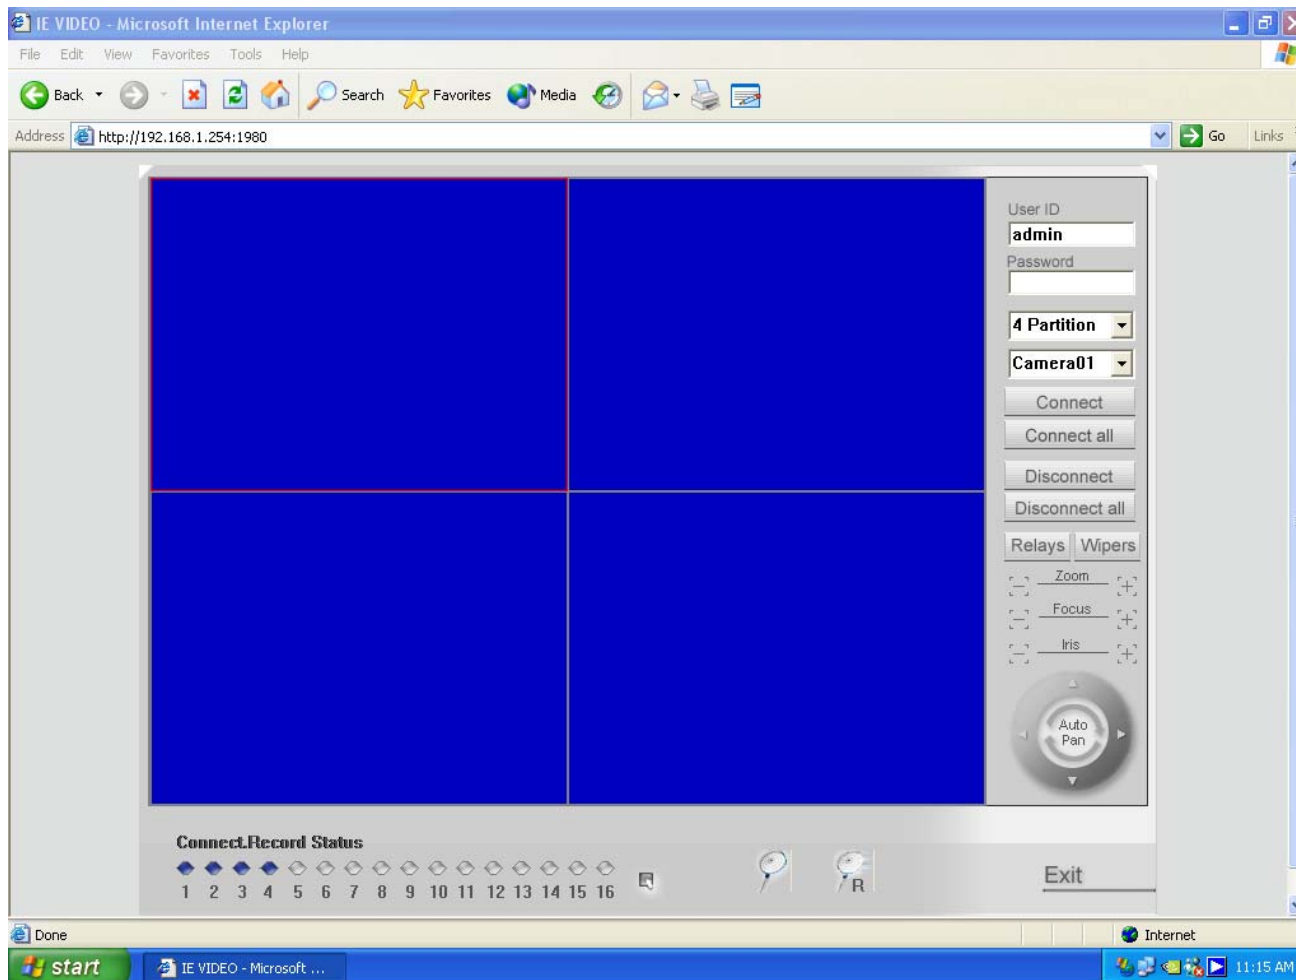 IE VIDEO - Microsoft Internet Explorer
File Edit View Favorites Tools Help
Back Search Favorites Media
Address http://192.168.1.254:1980 Go Links
User ID
admin
Password
4 Partition
Camera01
Connect
Connect all
Disconnect
Disconnect all
Relays Wipers
Zoom
Focus
Iris
Auto
Pan
Connect.Record Status
1 2 3 4 5 6 7 8 9 10 11 12 13 14 15 16
R
Exit
Done Internet
start IE VIDEO - Microsoft ... 11:15 AM